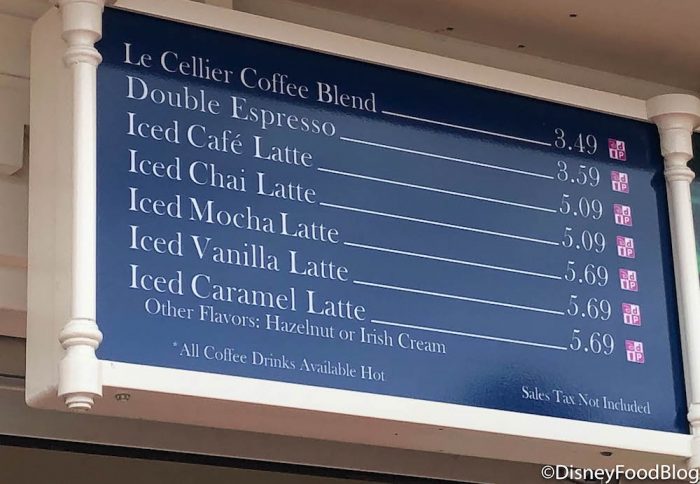 Le Cellier Coffee Blend 3.49
Double Espresso 3.59
Iced Café Latte 5.09
Iced Chai Latte 5.09
Iced Mocha Latte 5.69
Iced Vanilla Latte 5.69
Iced Caramel Latte 5.69
Other Flavors: Hazelnut or Irish Cream
*All Coffee Drinks Available Hot
Sales Tax Not Included
©DisneyFoodBlog